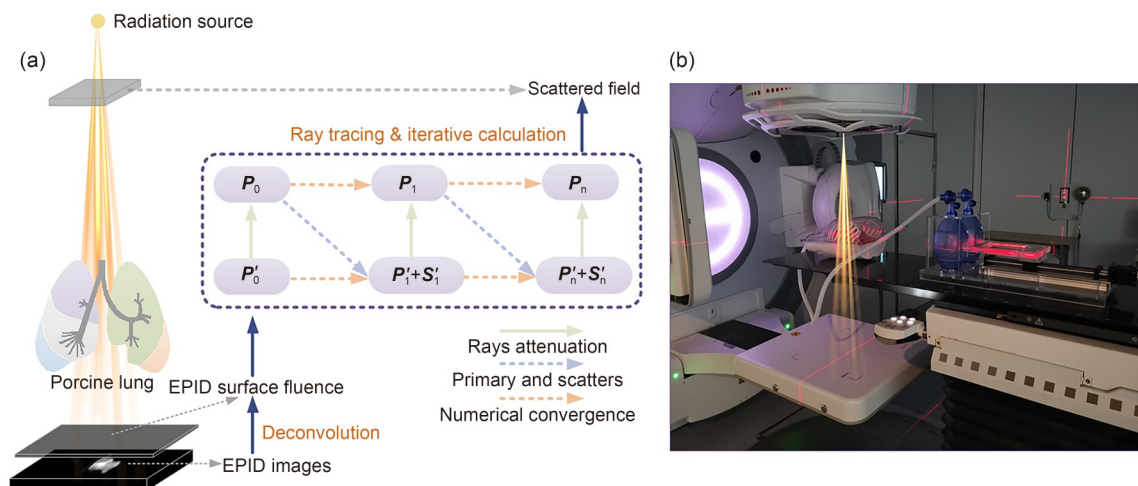 Radiation source
(a)
Scattered field
Ray tracing & iterative calculation
P0
P1
Pn
P′0
P′1+S′1
P′n+S′n
Rays attenuation
Porcine lung
EPID surface fluence
Primary and scatters
Numerical convergence
Deconvolution
EPID images
(b)